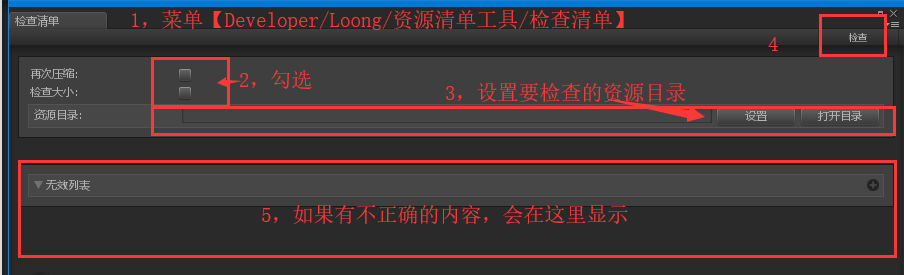 检查清单
1, 菜单【Developer/Loong/资源清单工具/检查清单】
4
检查
再次压缩:
检查大小:
2, 勾选
3, 设置要检查的资源目录
资源目录:
设置
打开目录
无效列表
5, 如果有不正确的内容, 会在这里显示